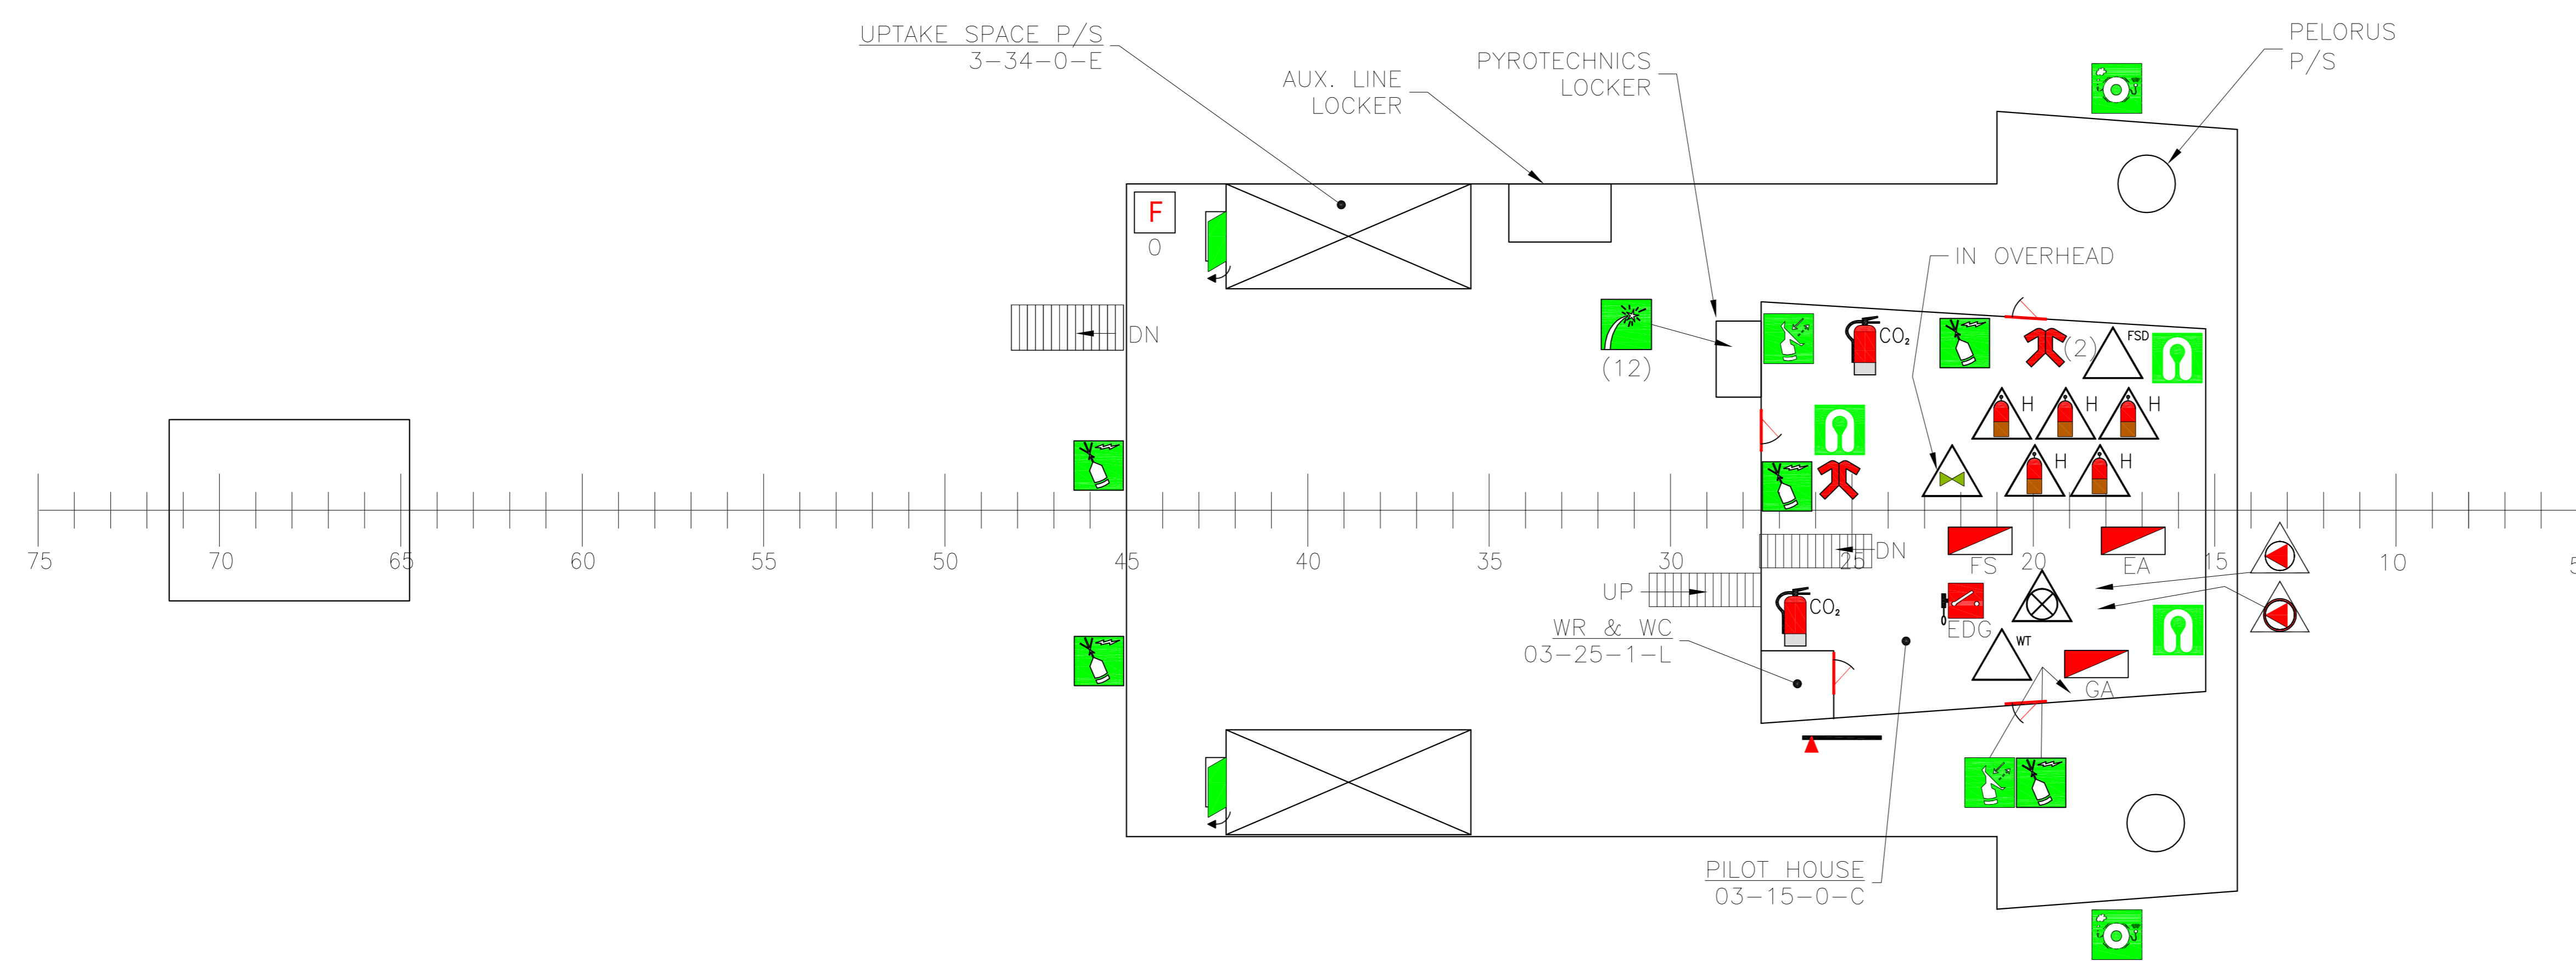 UPTAKE SPACE P/S
3-34-0-E
AUX. LINE
LOCKER
PYROTECHNICS
LOCKER
PELORUS
P/S
F
0
IN OVERHEAD
DN
(12)
CO₂
(2)
FSD
H
H
H
H
H
75
70
65
60
55
50
45
40
35
30
25
20
15
10
5
DN
FS
EA
UP
CO₂
EDG
WR & WC
03-25-1-L
WT
GA
PILOT HOUSE
03-15-0-C